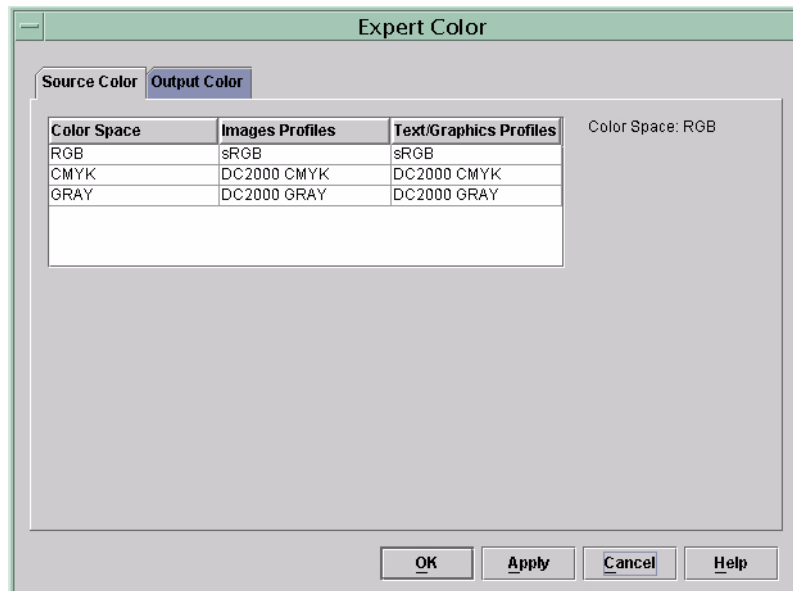 Expert Color
Source Color Output Color
Color Space Images Profiles Text/Graphics Profiles Color Space: RGB
RGB sRGB sRGB
CMYK DC2000 CMYK DC2000 CMYK
GRAY DC2000 GRAY DC2000 GRAY
OK Apply Cancel Help